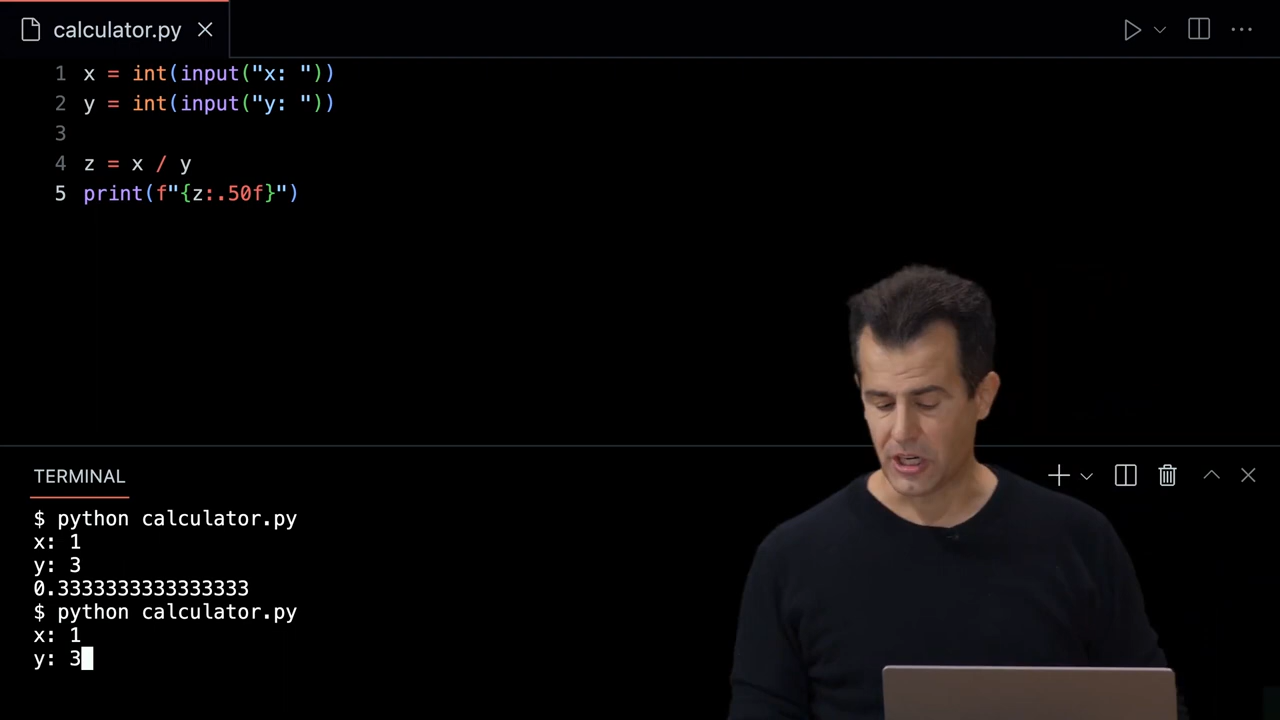 calculator.py
1 x = int(input("x: "))
2 y = int(input("y: "))
3
4 z = x / y
5 print(f"{z:.50f}")
TERMINAL
$ python calculator.py
x: 1
y: 3
0.3333333333333333
$ python calculator.py
x: 1
y: 3